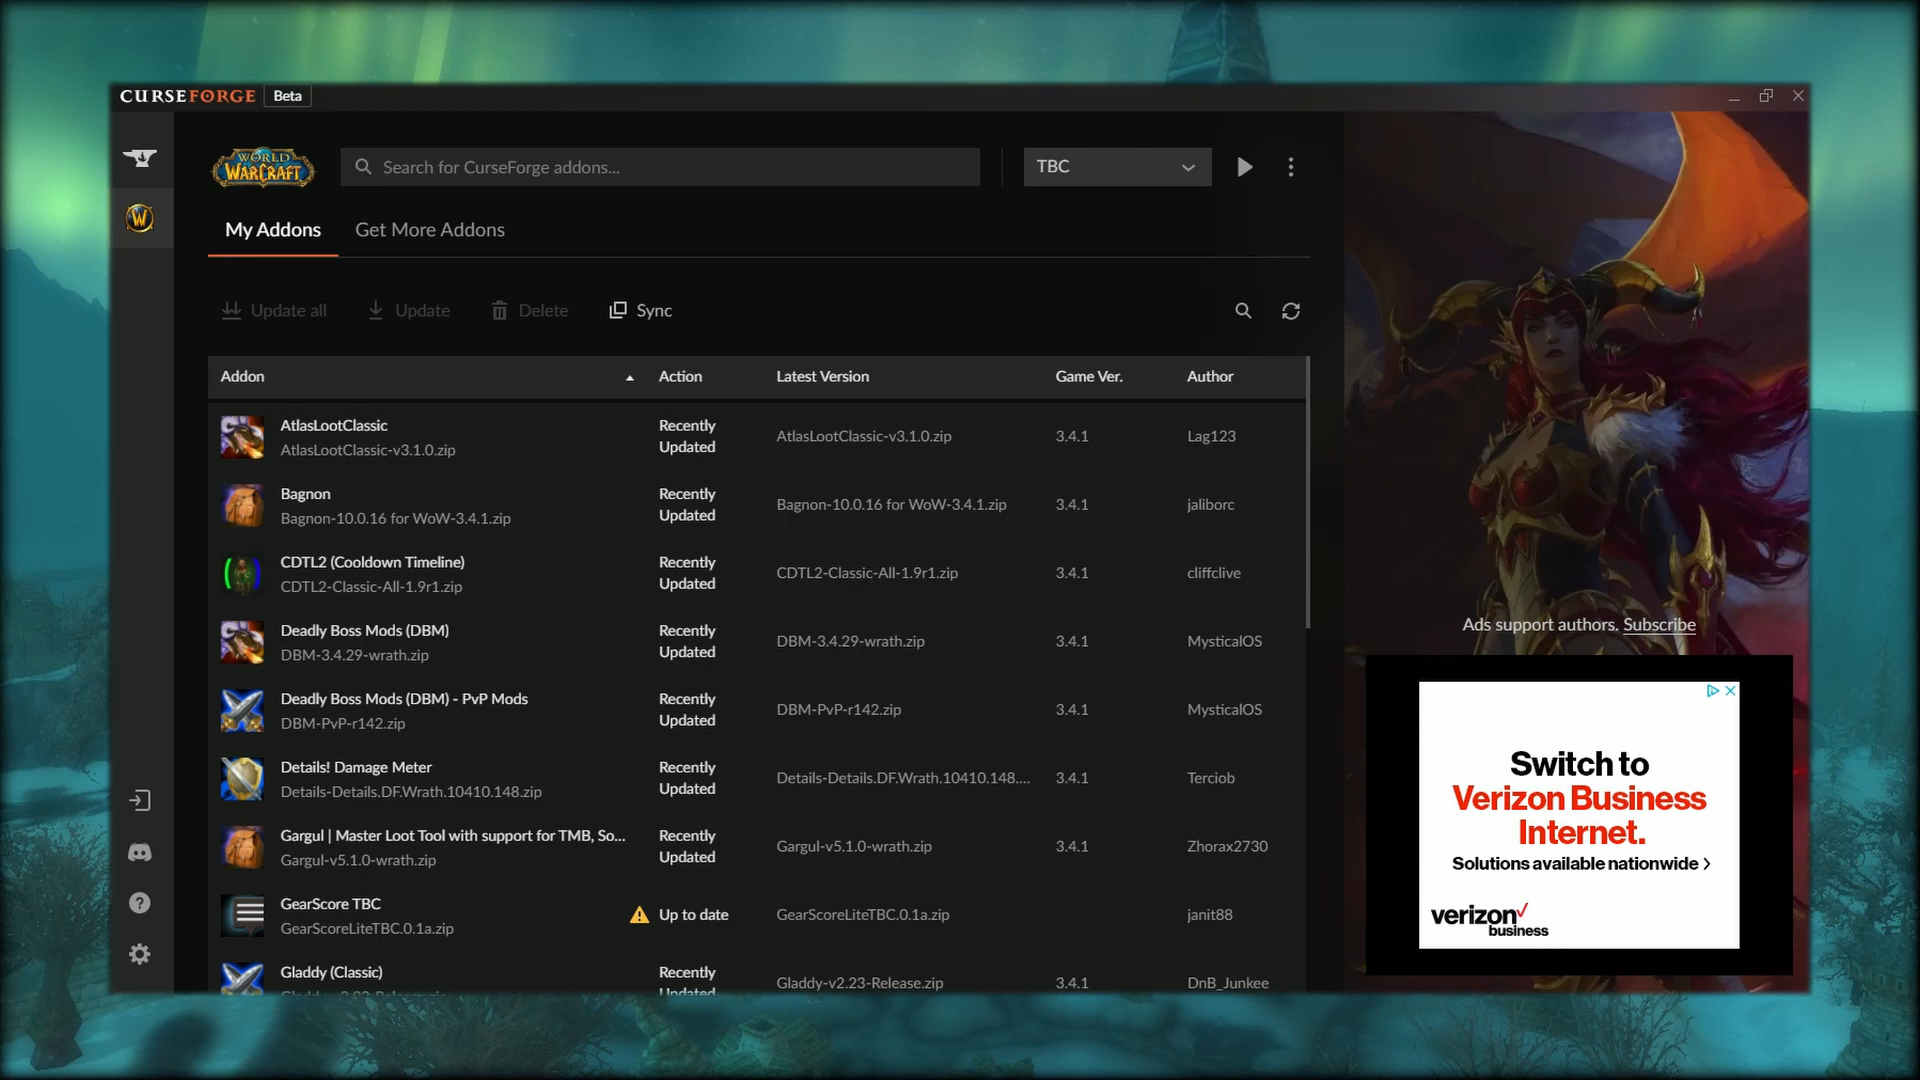 CURSEFORGE Beta
WORLD WARCRAFT
Search for CurseForge addons...
TBC
My Addons Get More Addons
Update all Update Delete Sync
Addon Action Latest Version Game Ver. Author
AtlasLootClassic
AtlasLootClassic-v3.1.0.zip
Recently
Updated
AtlasLootClassic-v3.1.0.zip 3.4.1 Lag123
Bagnon
Bagnon-10.0.16 for WoW-3.4.1.zip
Recently
Updated
Bagnon-10.0.16 for WoW-3.4.1.zip 3.4.1 jaliborc
CDTL2 (Cooldown Timeline)
CDTL2-Classic-All-1.9r1.zip
Recently
Updated
CDTL2-Classic-All-1.9r1.zip 3.4.1 cliffclive
Deadly Boss Mods (DBM)
DBM-3.4.29-wrath.zip
Recently
Updated
DBM-3.4.29-wrath.zip 3.4.1 MysticalOS
Deadly Boss Mods (DBM) - PvP Mods
DBM-PvP-r142.zip
Recently
Updated
DBM-PvP-r142.zip 3.4.1 MysticalOS
Details! Damage Meter
Details-Details.DF.Wrath.10410.148.zip
Recently
Updated
Details-Details.DF.Wrath.10410.148.... 3.4.1 Terciob
Gargul | Master Loot Tool with support for TMB, So...
Gargul-v5.1.0-wrath.zip
Recently
Updated
Gargul-v5.1.0-wrath.zip 3.4.1 Zhorax2730
GearScore TBC
GearScoreLiteTBC.0.1a.zip
Up to date
GearScoreLiteTBC.0.1a.zip janit88
Gladdy (Classic)
Gladdy-v2.23-Release.zip
Recently
Updated
Gladdy-v2.23-Release.zip 3.4.1 DnB_Junkee
Ads support authors. Subscribe
Switch to
Verizon Business
Internet.
Solutions available nationwide >
verizon
business